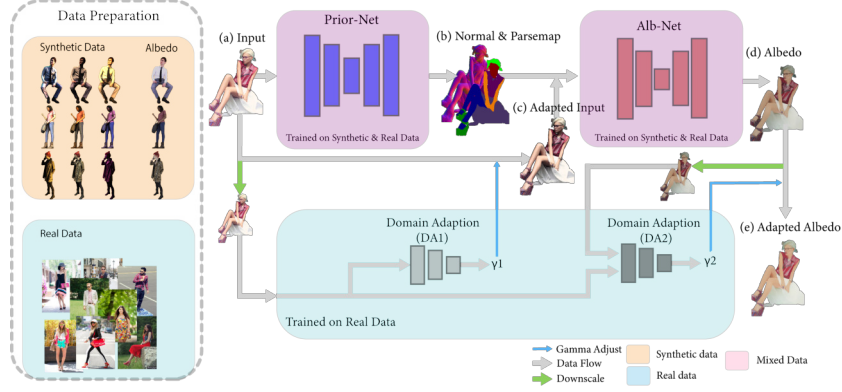 Data Preparation
Synthetic Data
Albedo
Real Data
(a) Input
Prior-Net
Trained on Synthetic & Real Data
(b) Normal & Parsemap
(c) Adapted Input
Alb-Net
Trained on Synthetic & Real Data
(d) Albedo
Domain Adaption
(DA1)
γ1
Domain Adaption
(DA2)
γ2
(e) Adapted Albedo
Trained on Real Data
Gamma Adjust
Data Flow
Downscale
Synthetic data
Real data
Mixed Data